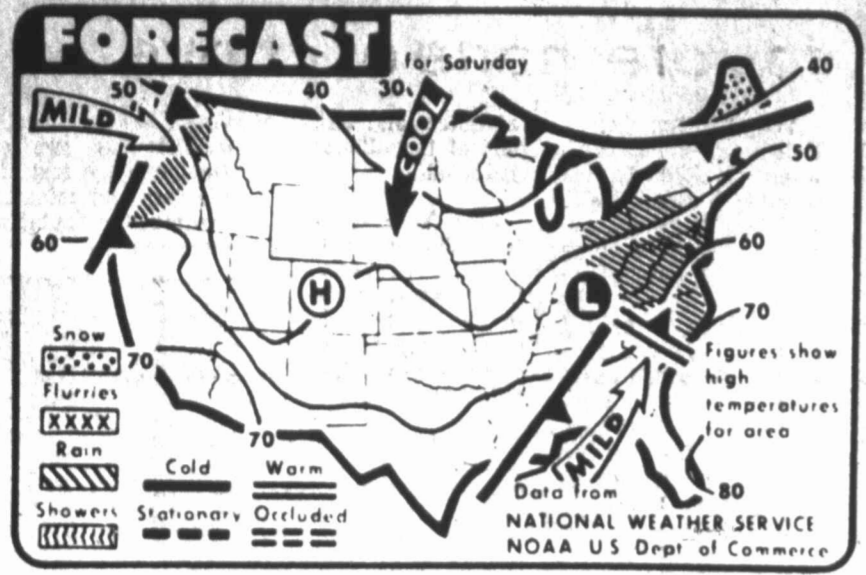 FORECAST
for Saturday
50
40
30
40
MILD
COOL
50
60
60
H
L
70
Snow
70
Figures show
high
temperatures
for area
Flurries
XXXX
Rain
70
MILD
Cold
Warm
80
Data from
Showers
Stationary
Occluded
NATIONAL WEATHER SERVICE
NOAA U S Dept of Commerce